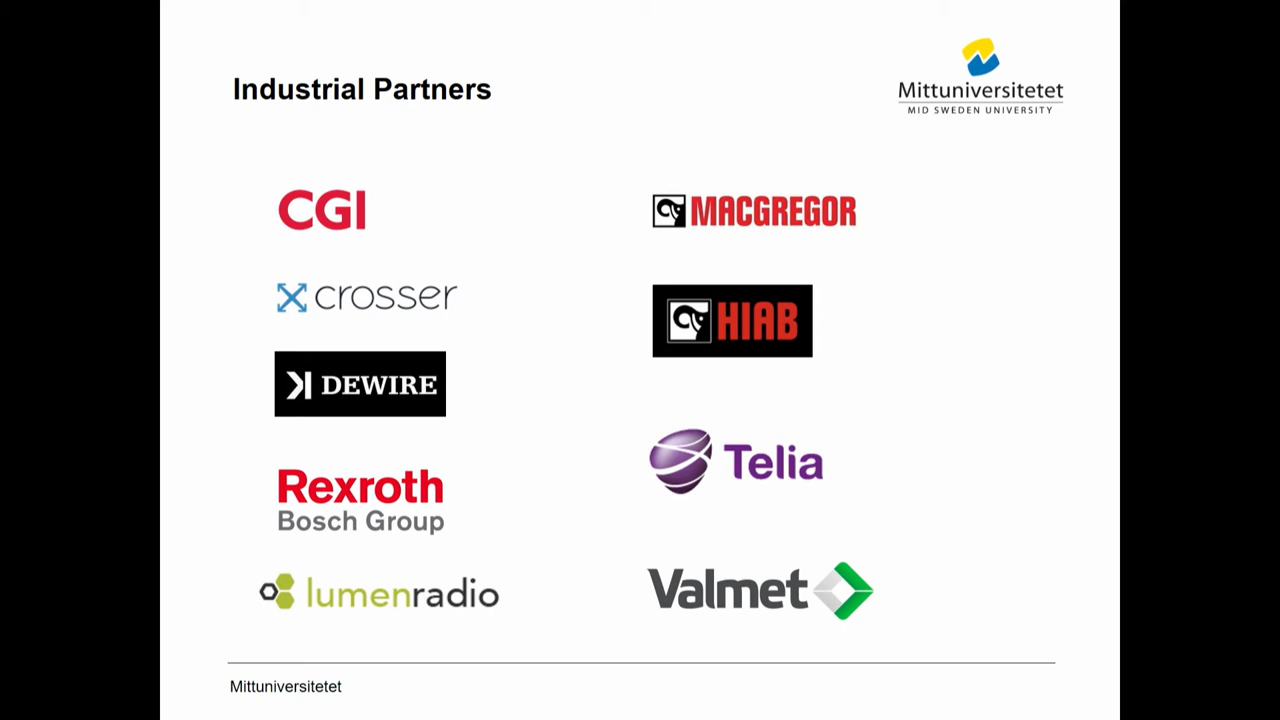 Industrial Partners
Mittuniversitetet
MID SWEDEN UNIVERSITY
CGI
crosser
DEWIRE
Rexroth
Bosch Group
lumenradio
MACGREGOR
HIAB
Telia
Valmet
Mittuniversitetet